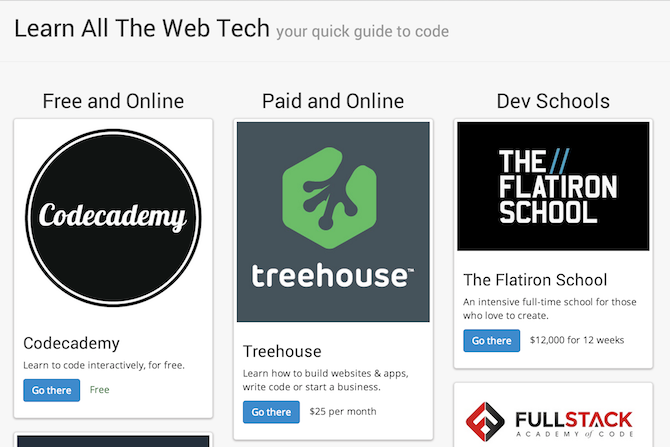 Learn All The Web Tech your quick guide to code
Free and Online
Codecademy
Codecademy
Learn to code interactively, for free.
Go there Free
Paid and Online
treehouse™
Treehouse
Learn how to build websites & apps,
write code or start a business.
Go there $25 per month
Dev Schools
THE//
FLATIRON
SCHOOL
The Flatiron School
An intensive full-time school for those
who love to create.
Go there $12,000 for 12 weeks
FULLSTACK
ACADEMY of CODE